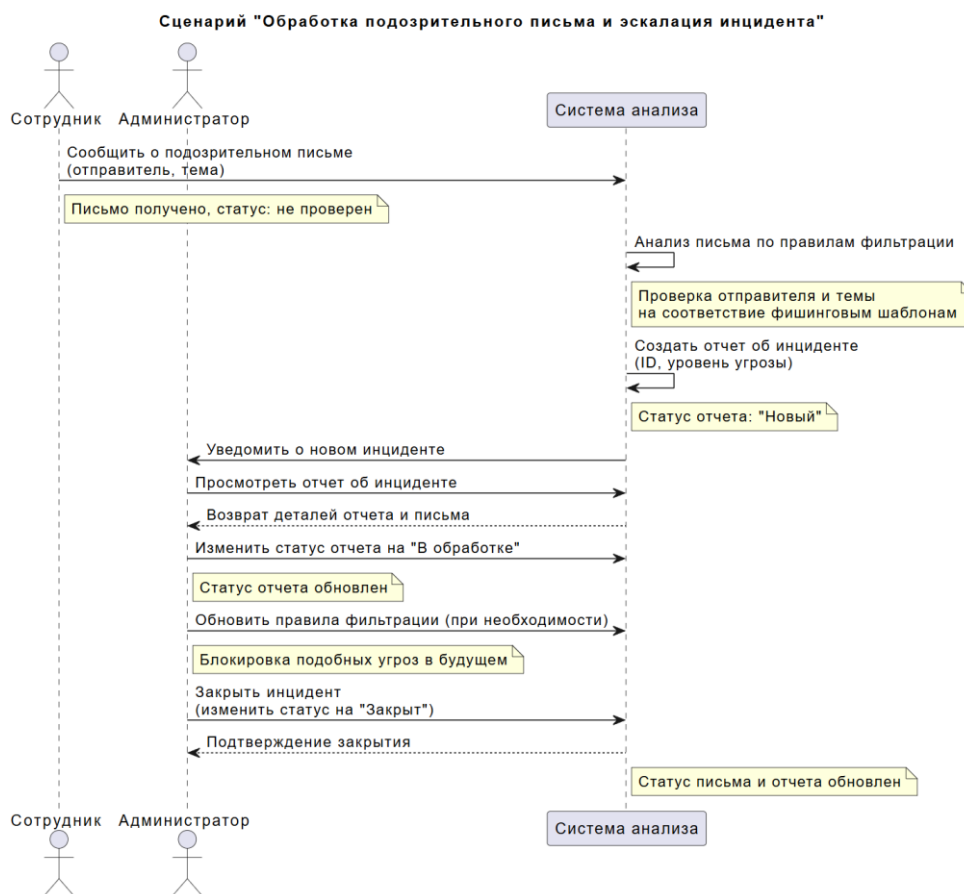 Сценарий "Обработка подозрительного письма и эскалация инцидента"
Сотрудник
Администратор
Система анализа
Сообщить о подозрительном письме
(отправитель, тема)
Письмо получено, статус: не проверен
Анализ письма по правилам фильтрации
Проверка отправителя и темы
на соответствие фишинговым шаблонам
Создать отчет об инциденте
(ID, уровень угрозы)
Статус отчета: "Новый"
Уведомить о новом инциденте
Просмотреть отчет об инциденте
Возврат деталей отчета и письма
Изменить статус отчета на "В обработке"
Статус отчета обновлен
Обновить правила фильтрации (при необходимости)
Блокировка подобных угроз в будущем
Закрыть инцидент
(изменить статус на "Закрыт")
Подтверждение закрытия
Статус письма и отчета обновлен
Сотрудник
Администратор
Система анализа